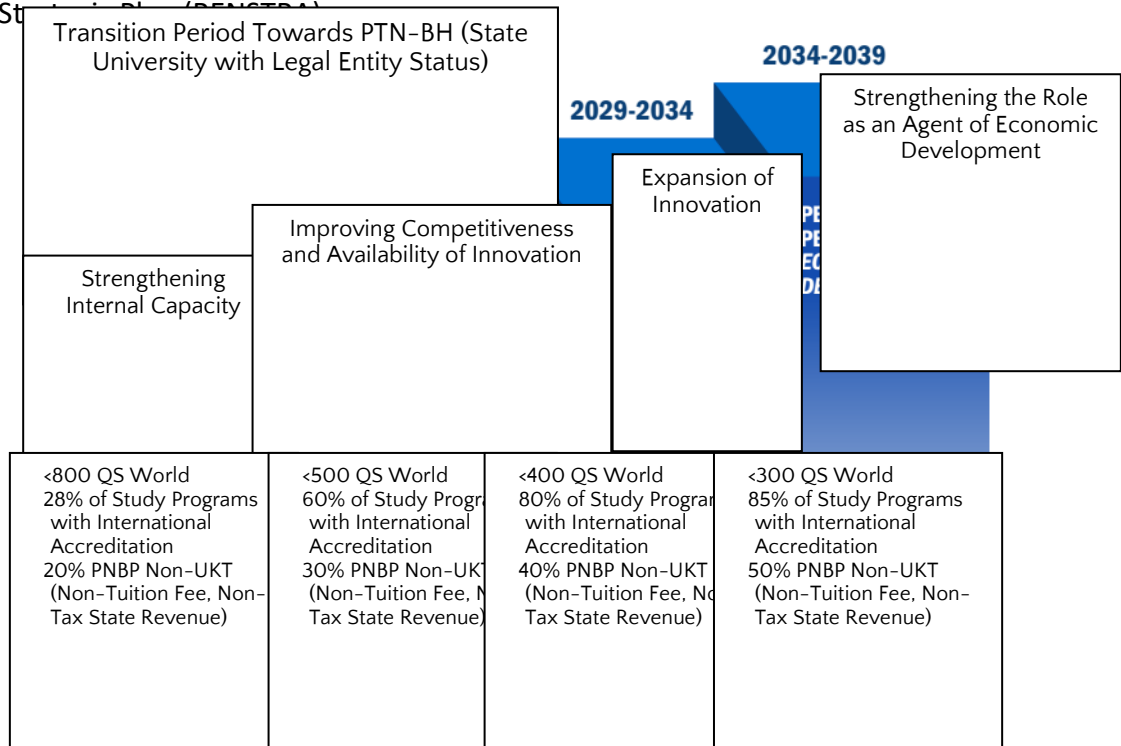 Strategic Plan (RENSTRA)
Transition Period Towards PTN-BH (State
University with Legal Entity Status)
2034-2039
2029-2034
Strengthening the Role
as an Agent of Economic
Development
Expansion of
Innovation
Improving Competitiveness
and Availability of Innovation
Strengthening
Internal Capacity
<800 QS World
28% of Study Programs
with International
Accreditation
20% PNBP Non-UKT
(Non-Tuition Fee, Non-
Tax State Revenue)
<500 QS World
60% of Study Progra
with International
Accreditation
30% PNBP Non-UKT
(Non-Tuition Fee, N
Tax State Revenue)
<400 QS World
80% of Study Program
with International
Accreditation
40% PNBP Non-UKT
(Non-Tuition Fee, No
Tax State Revenue)
<300 QS World
85% of Study Programs
with International
Accreditation
50% PNBP Non-UKT
(Non-Tuition Fee, Non-
Tax State Revenue)